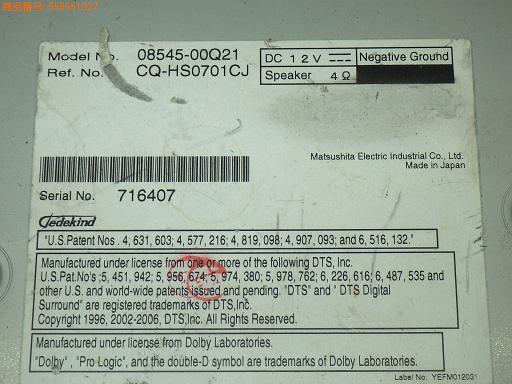 商品番号:568951027
Model No. 08545-00Q21
Ref. No. CQ-HS0701CJ
DC 12V Negative Ground
Speaker 4Ω
Matsushita Electric Industrial Co., Ltd.
Made in Japan
Serial No. 716407
Gedekind
"U.S.Patent Nos. 4, 631, 603; 4, 577, 216; 4, 819, 098; 4, 907, 093; and 6, 516, 132."
Manufactured under license from one or more of the following DTS, Inc.
U.S.Pat.No's ;5, 451, 942; 5, 956, 674; 5, 974, 380; 5, 978, 762; 6, 226, 616; 6, 487, 535 and
other U.S. and world-wide patents issued and pending. "DTS" and " DTS Digital
Surround" are registered trademarks of DTS,Inc.
Copyright 1996, 2002-2006, DTS,Inc. All Rights Reserved.
Manufactured under license from Dolby Laboratories.
"Dolby", "Pro Logic", and the double-D symbol are trademarks of Dolby Laboratories.
Label No. YEFM012031